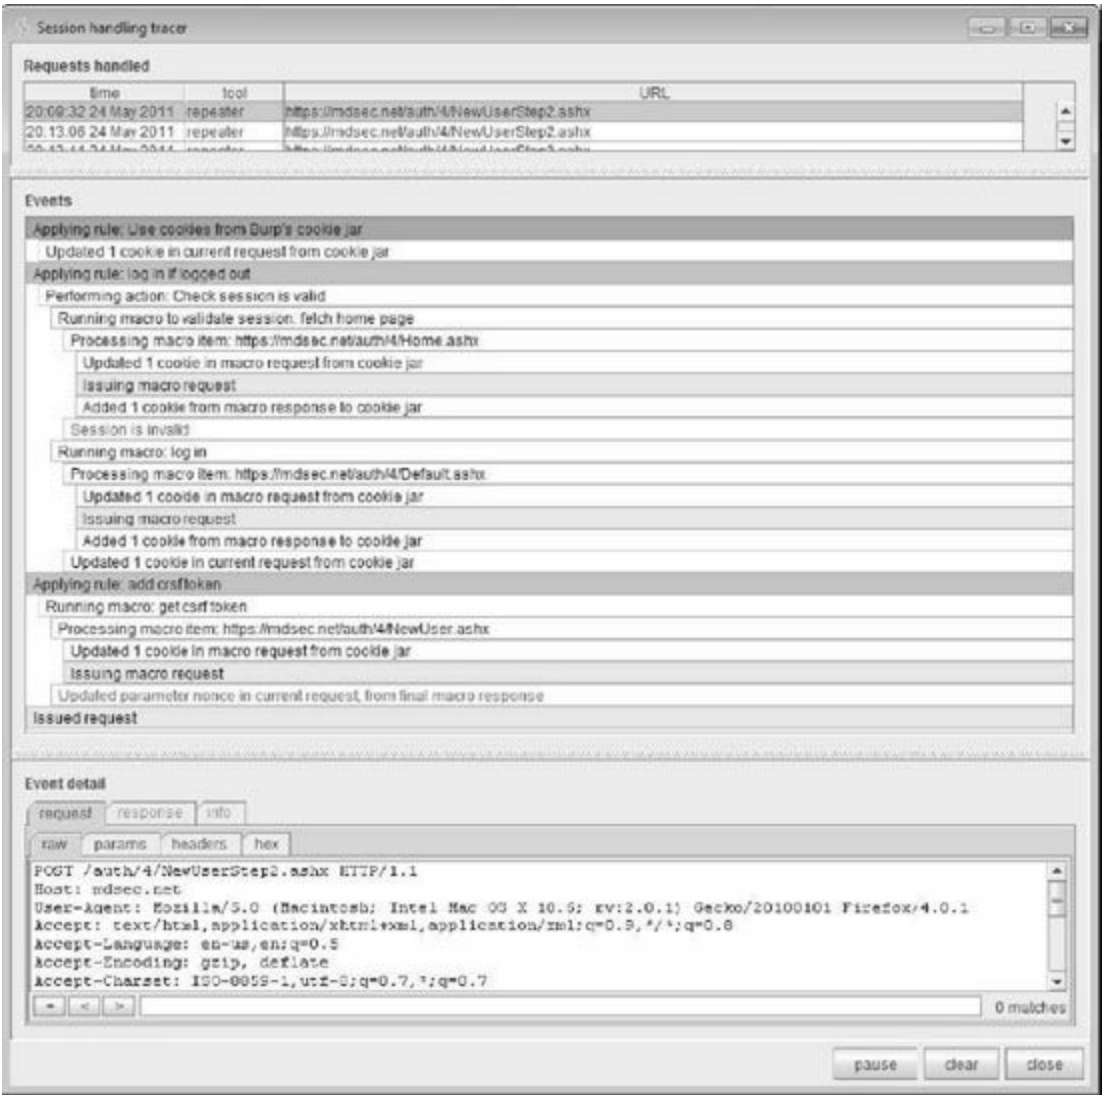 Session handling tracer
Requests handled
time tool URL
20:09:32 24 May 2011 repeater https://mdsec.net/auth/4/NewUserStep2.ashx
20:13:06 24 May 2011 repeater https://mdsec.net/auth/4/NewUserStep2.ashx
24 May 2011 repeater https://mdsec.net/auth/4/NewUserStep2.ashx
Events
Applying rule: Use cookies from Burp's cookie jar
Updated 1 cookie in current request from cookie jar
Applying rule: log in if logged out
Performing action: Check session is valid
Running macro to validate session: fetch home page
Processing macro item: https://mdsec.net/auth/4/Home.ashx
Updated 1 cookie in macro request from cookie jar
Issuing macro request
Added 1 cookie from macro response to cookie jar
Session is invalid
Running macro: log in
Processing macro item: https://mdsec.net/auth/4/Default.ashx
Updated 1 cookie in macro request from cookie jar
Issuing macro request
Added 1 cookie from macro response to cookie jar
Updated 1 cookie in current request from cookie jar
Applying rule: add crsf token
Running macro: get csrf token
Processing macro item: https://mdsec.net/auth/4/NewUser.ashx
Updated 1 cookie in macro request from cookie jar
Issuing macro request
Updated parameter nonce in current request, from final macro response
Issued request
Event detail
request response info
raw params headers hex
POST /auth/4/NewUserStep2.ashx HTTP/1.1
Host: mdsec.net
User-Agent: Mozilla/5.0 (Macintosh; Intel Mac OS X 10.6; rv:2.0.1) Gecko/20100101 Firefox/4.0.1
Accept: text/html,application/xhtml+xml,application/xml;q=0.9,*/*;q=0.8
Accept-Language: en-us,en;q=0.5
Accept-Encoding: gzip, deflate
Accept-Charset: ISO-8859-1,utf-8;q=0.7,*;q=0.7
< > 0 matches
pause clear close